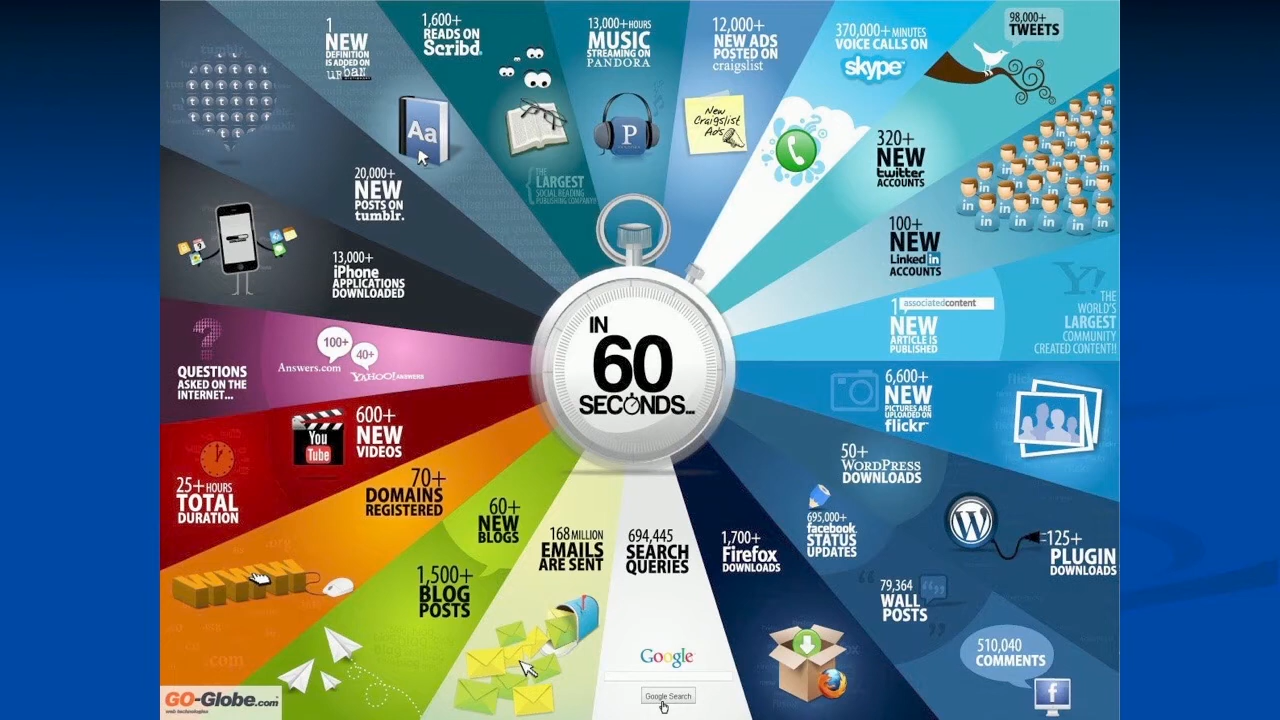 1
NEW
DEFINITION
IS ADDED ON
urban
1,600+
READS ON
Scribd.
13,000+HOURS
MUSIC
STREAMING ON
PANDORA
12,000+
NEW ADS
POSTED ON
craigslist
370,000+ MINUTES
VOICE CALLS ON
skype
98,000+
TWEETS
tumblr.
Aa
THE
LARGEST
SOCIAL READING
PUBLISHING COMPANY!!
P
New
Craigslist
Ads
320+
NEW
twitter
ACCOUNTS
20,000+
NEW
POSTS ON
tumblr.
100+
NEW
Linked in
ACCOUNTS
13,000+
iPhone
APPLICATIONS
DOWNLOADED
IN
60
SECONDS...
1
associatedcontent
NEW
ARTICLE IS
PUBLISHED
Y!
THE
WORLD'S
LARGEST
COMMUNITY
CREATED CONTENT!!
?
QUESTIONS
ASKED ON THE
INTERNET...
100+
Answers.com
40+
YAHOO! ANSWERS
6,600+
NEW
PICTURES ARE
UPLOADED ON
flickr
You
Tube
600+
NEW
VIDEOS
25+HOURS
TOTAL
DURATION
50+
WORDPRESS
DOWNLOADS
W
125+
PLUGIN
DOWNLOADS
70+
DOMAINS
REGISTERED
WWW
.org
.com
60+
NEW
BLOGS
1,500+
BLOG
POSTS
168 MILLION
EMAILS
ARE SENT
694,445
SEARCH
QUERIES
Google
Google Search
1,700+
Firefox
DOWNLOADS
695,000+
facebook
STATUS
UPDATES
79,364
WALL
POSTS
510,040
COMMENTS
f
GO-Globe.com
web technologies